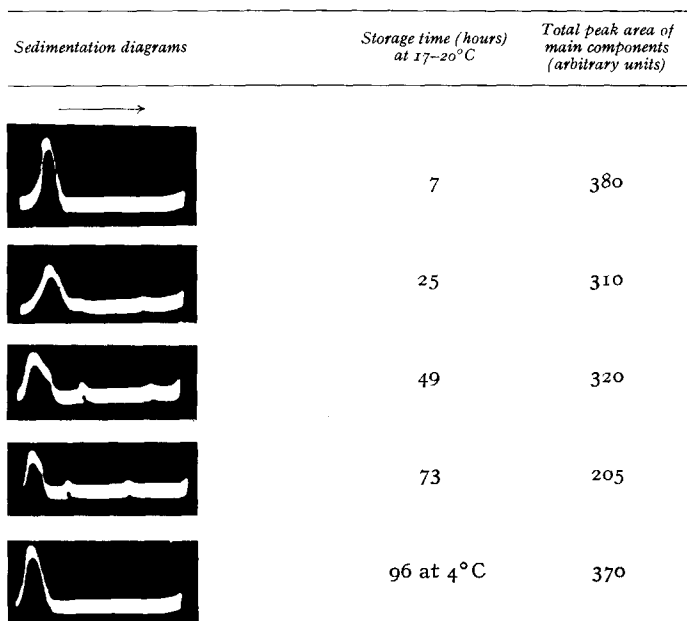 Sedimentation diagrams
Storage time (hours)
at 17–20°C
Total peak area of
main components
(arbitrary units)
7 380
25 310
49 320
73 205
96 at 4°C 370